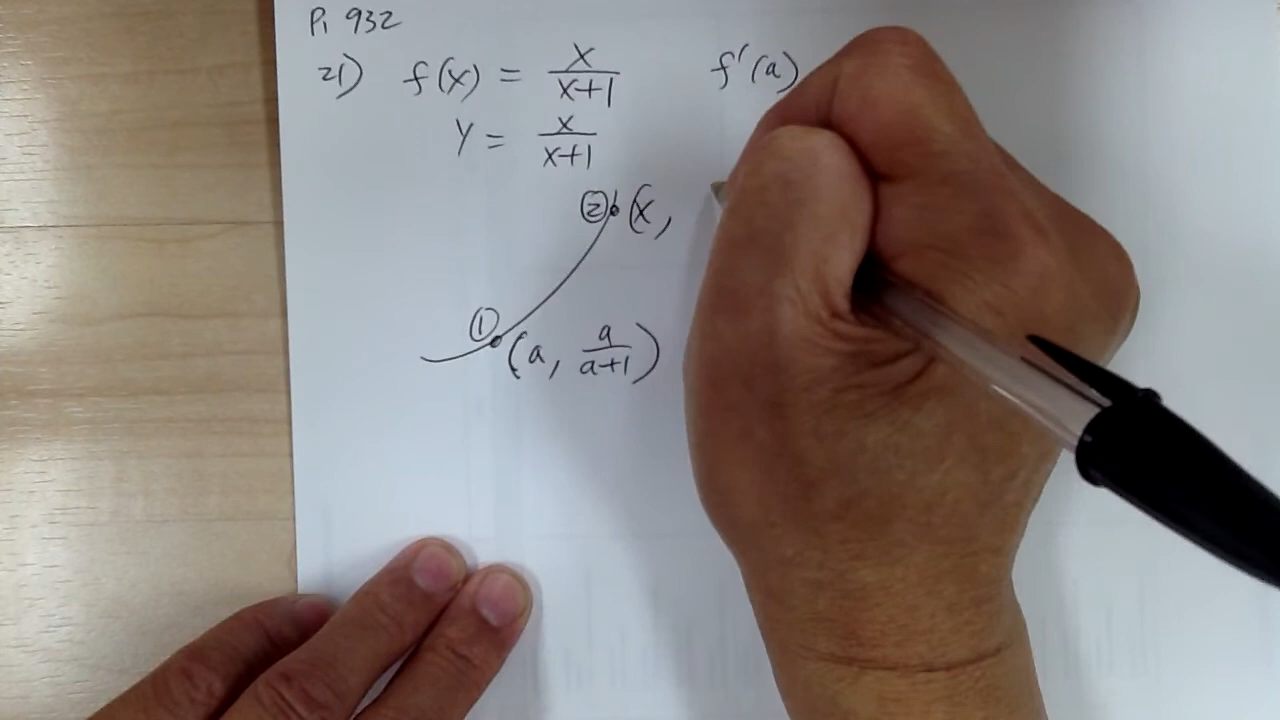 P. 932
21) f(x) = x/(x+1) f'(a)
y = x/(x+1)
② (x,
① (a, a/(a+1))